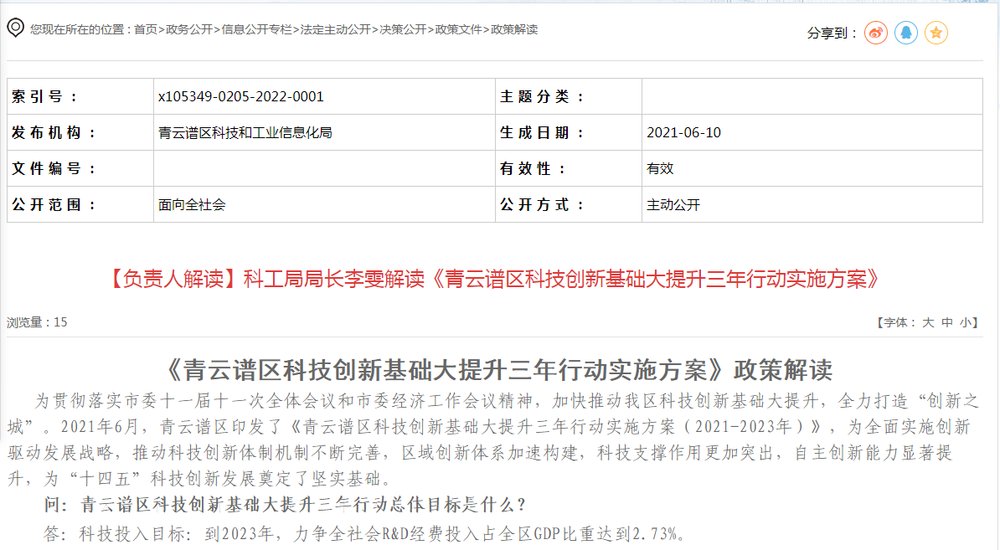 您现在所在的位置：首页>政务公开>信息公开专栏>法定主动公开>决策公开>政策文件>政策解读
分享到：
索引号： x105349-0205-2022-0001 主题分类：
发布机构： 青云谱区科技和工业信息化局 生成日期： 2021-06-10
文件编号： 有效性： 有效
公开范围： 面向全社会 公开方式： 主动公开
【负责人解读】科工局局长李雯解读《青云谱区科技创新基础大提升三年行动实施方案》
浏览量：15 【字体： 大 中 小】
《青云谱区科技创新基础大提升三年行动实施方案》政策解读
为贯彻落实市委十一届十一次全体会议和市委经济工作会议精神，加快推动我区科技创新基础大提升，全力打造“创新之
城”。2021年6月，青云谱区印发了《青云谱区科技创新基础大提升三年行动实施方案（2021-2023年）》，为全面实施创新
驱动发展战略，推动科技创新体制机制不断完善，区域创新体系加速构建，科技支撑作用更加突出，自主创新能力显著提
升，为“十四五”科技创新发展奠定了坚实基础。
问：青云谱区科技创新基础大提升三年行动总体目标是什么？
答：科技投入目标：到2023年，力争全社会R&D经费投入占全区GDP比重达到2.73%。